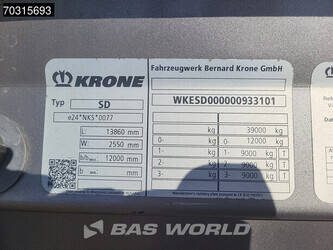 70315693
KRONE
Fahrzeugwerk Bernard Krone GmbH
Typ SD
WKESD000000933101
e24*NKS*0077
L: 13860 mm
W: 2550 mm
12000 mm
kg 39000 kg
0- kg 0- 12000 kg
1- kg 1- 9000 kg T
2- kg 2- 9000 kg T
3- kg 3- 9000 kg T
BAS WORLD